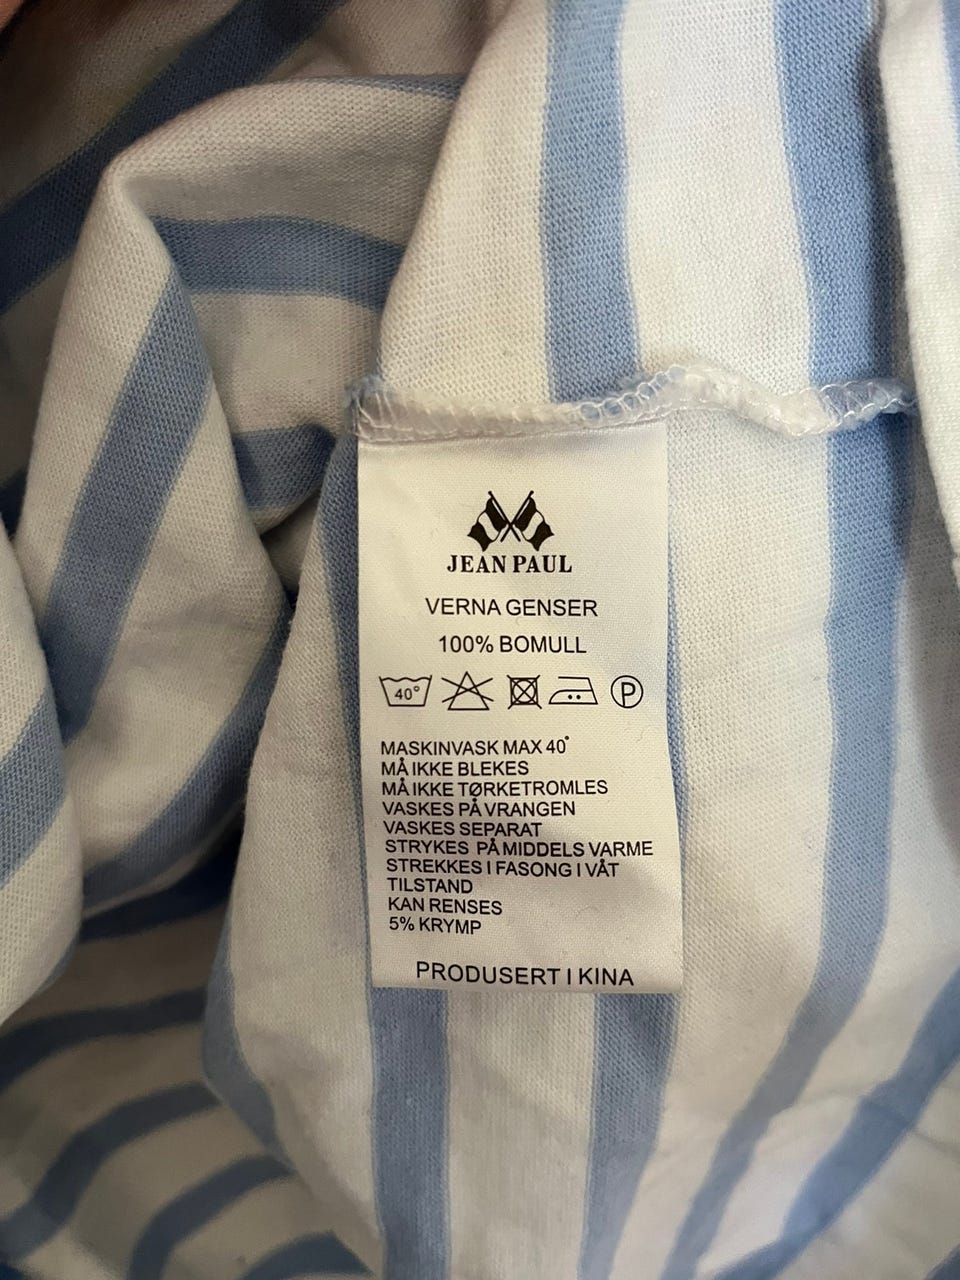 JEAN PAUL
VERNA GENSER
100% BOMULL
40° P
MASKINVASK MAX 40°
MÅ IKKE BLEKES
MÅ IKKE TØRKETROMLES
VASKES PÅ VRANGEN
VASKES SEPARAT
STRYKES PÅ MIDDELS VARME
STREKKES I FASONG I VÅT
TILSTAND
KAN RENSES
5% KRYMP
PRODUSERT I KINA